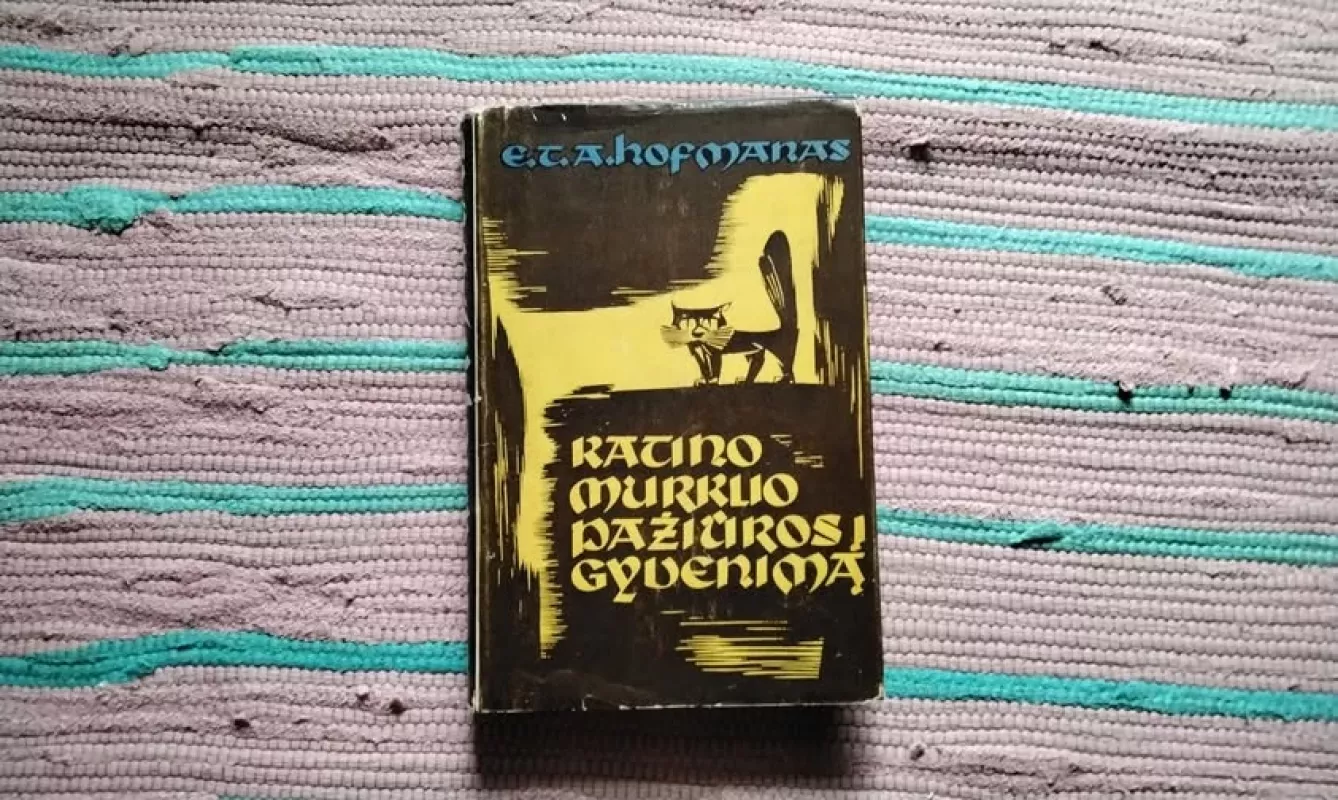 E.T.A.HOFMANAS
KATINO
MURKLIO
PAŽIŪROS Į
GYVENIMĄ